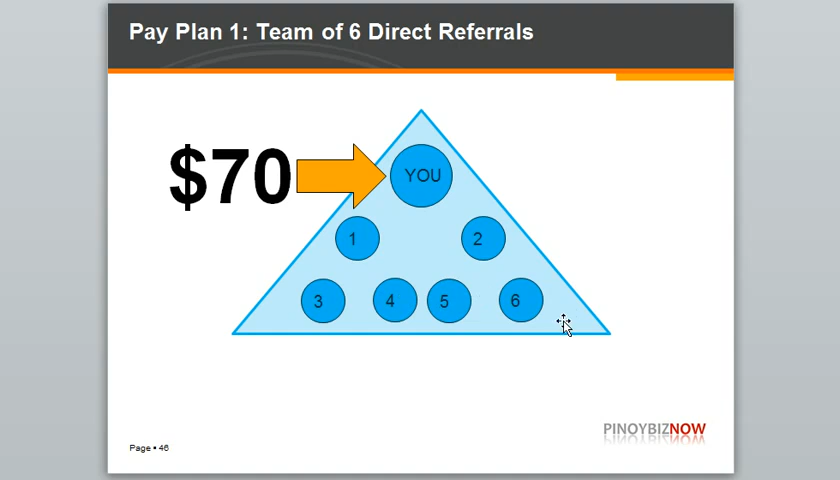 Pay Plan 1: Team of 6 Direct Referrals
$70
YOU
1 2
3 4 5 6
PINOYBIZNOW
Page ▪ 46